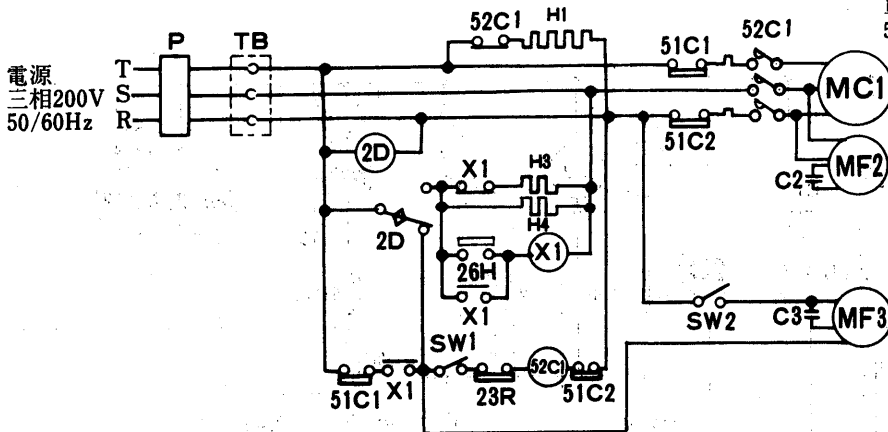 52C1 H1
P TB 51C1 52C1
電源 T
三相200V S
50/60Hz R
MC1
51C2
2D
X1 H3
H4
C2 MF2
2D
26H X1
X1
SW2 C3 MF3
SW1
51C1 X1 23R 52C1 51C2